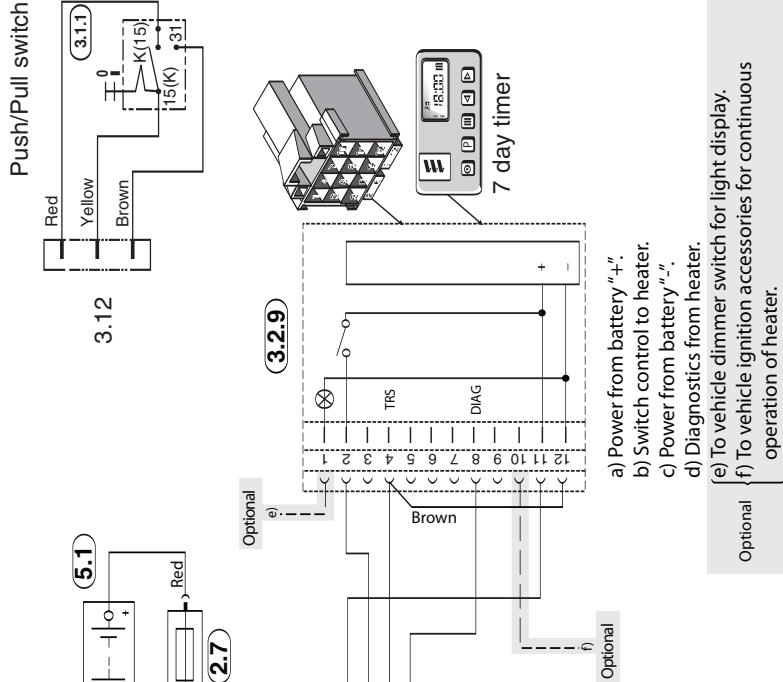 Push/Pull switch
3.1.1
Red
Yellow
Brown
K(15)
31
15(K)
0
I
3.12
5.1
+
Red
2.7
3.2.9
7 day timer
18:00
P
Optional
e)
1
2
3
4
5
6
7
8
9
10
11
12
TRS
DIAG
+
–
Brown
f)
Optional
a) Power from battery "+".
b) Switch control to heater.
c) Power from battery "-".
d) Diagnostics from heater.
Optional
e) To vehicle dimmer switch for light display.
f) To vehicle ignition accessories for continuous
operation of heater.